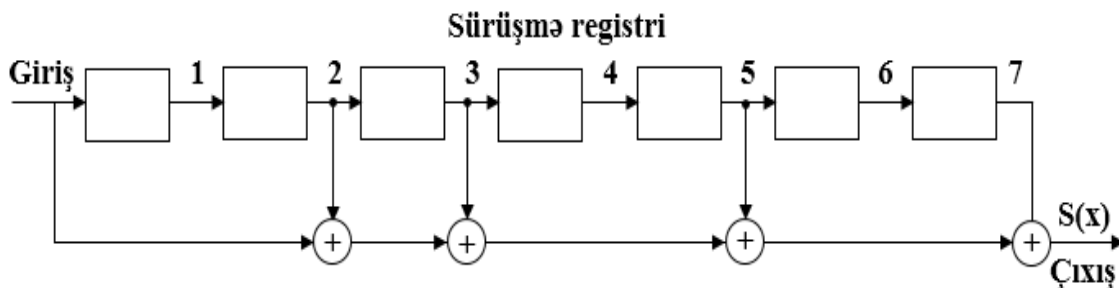 Sürüşmə registri
Giriş 1 2 3 4 5 6 7
+ + + + S(x)
Çıxış